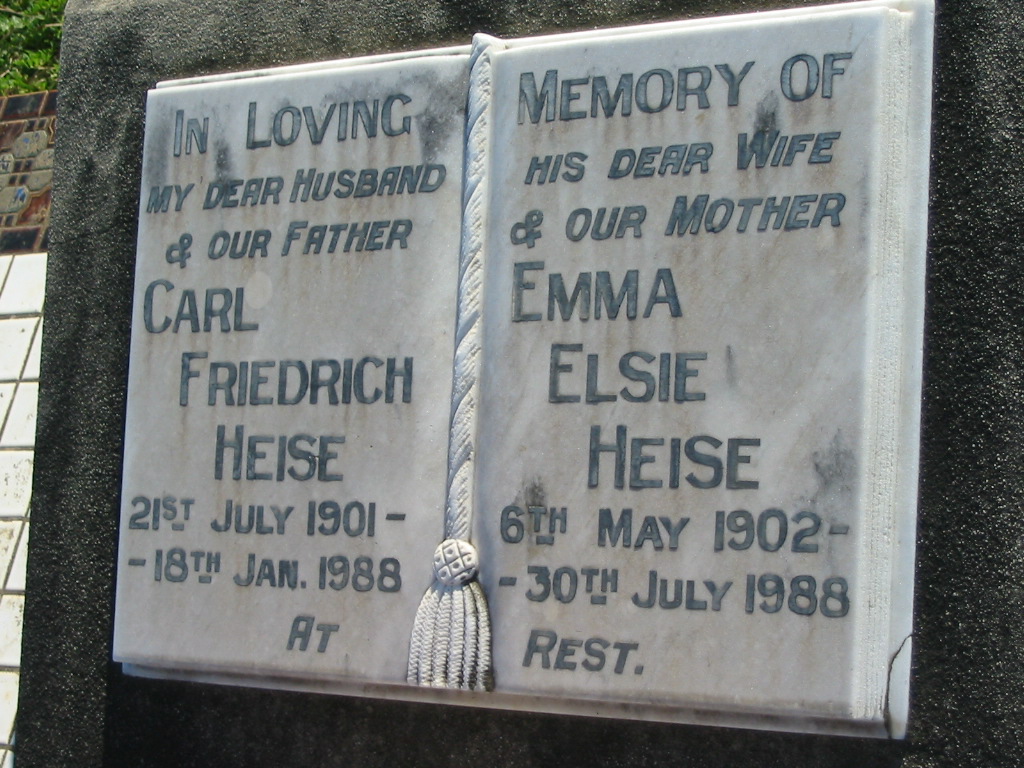 IN LOVING
MY DEAR HUSBAND
& OUR FATHER
CARL
FRIEDRICH
HEISE
21ST JULY 1901 -
- 18TH JAN. 1988
AT
MEMORY OF
HIS DEAR WIFE
& OUR MOTHER
EMMA
ELSIE
HEISE
6TH MAY 1902 -
- 30TH JULY 1988
REST.